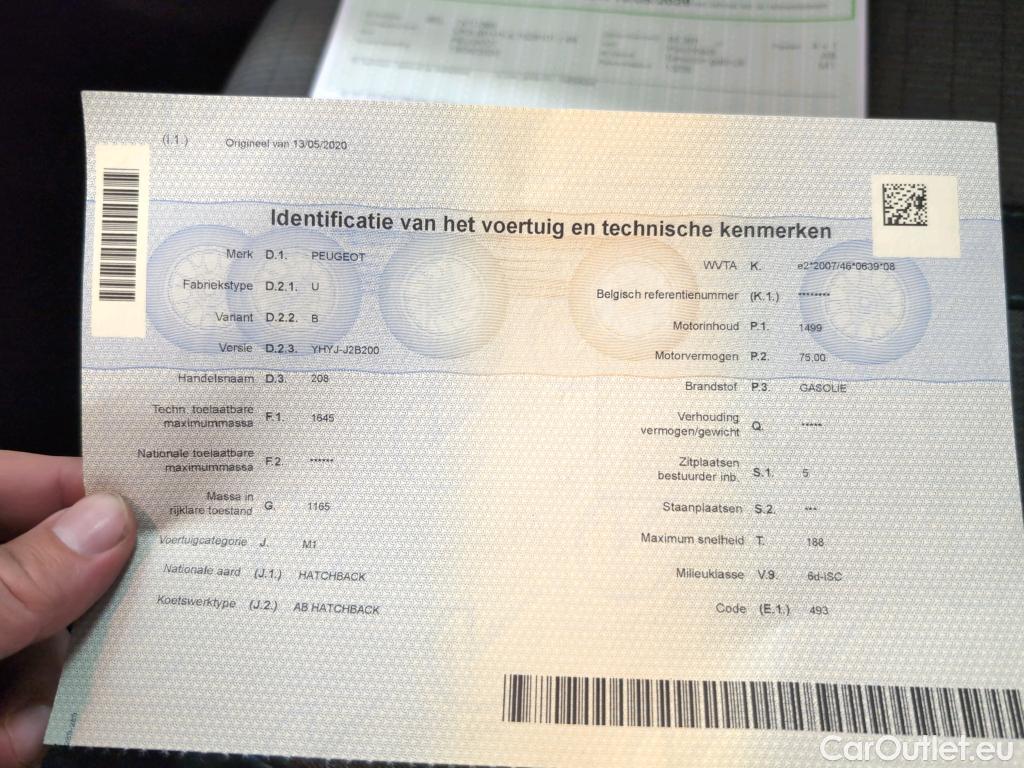 (I.1.) Origineel van 13/05/2020
Identificatie van het voertuig en technische kenmerken
Merk D.1. PEUGEOT
Fabriekstype D.2.1. U
Variant D.2.2. B
Versie D.2.3. YHYJ-J2B200
Handelsnaam D.3. 208
Techn. toelaatbare
maximummassa F.1. 1645
Nationale toelaatbare
maximummassa F.2. ******
Massa in
rijklare toestand G. 1165
Voertuigcategorie J. M1
Nationale aard (J.1.) HATCHBACK
Koetswerktype (J.2.) AB HATCHBACK
WVTA K. e2*2007/46*0639*08
Belgisch referentienummer (K.1.) ********
Motorinhoud P.1. 1499
Motorvermogen P.2. 75.00
Brandstof P.3. GASOLIE
Verhouding
vermogen/gewicht Q. *****
Zitplaatsen
bestuurder inb. S.1. 5
Staanplaatsen S.2. ***
Maximum snelheid T. 188
Milieuklasse V.9. 6d-ISC
Code (E.1.) 493
CarOutlet.eu